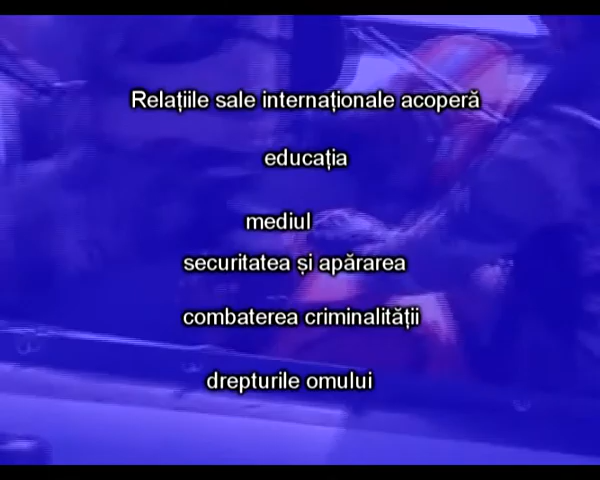 Relațiile sale internaționale acoperă
educația
mediul
securitatea și apărarea
combaterea criminalității
drepturile omului